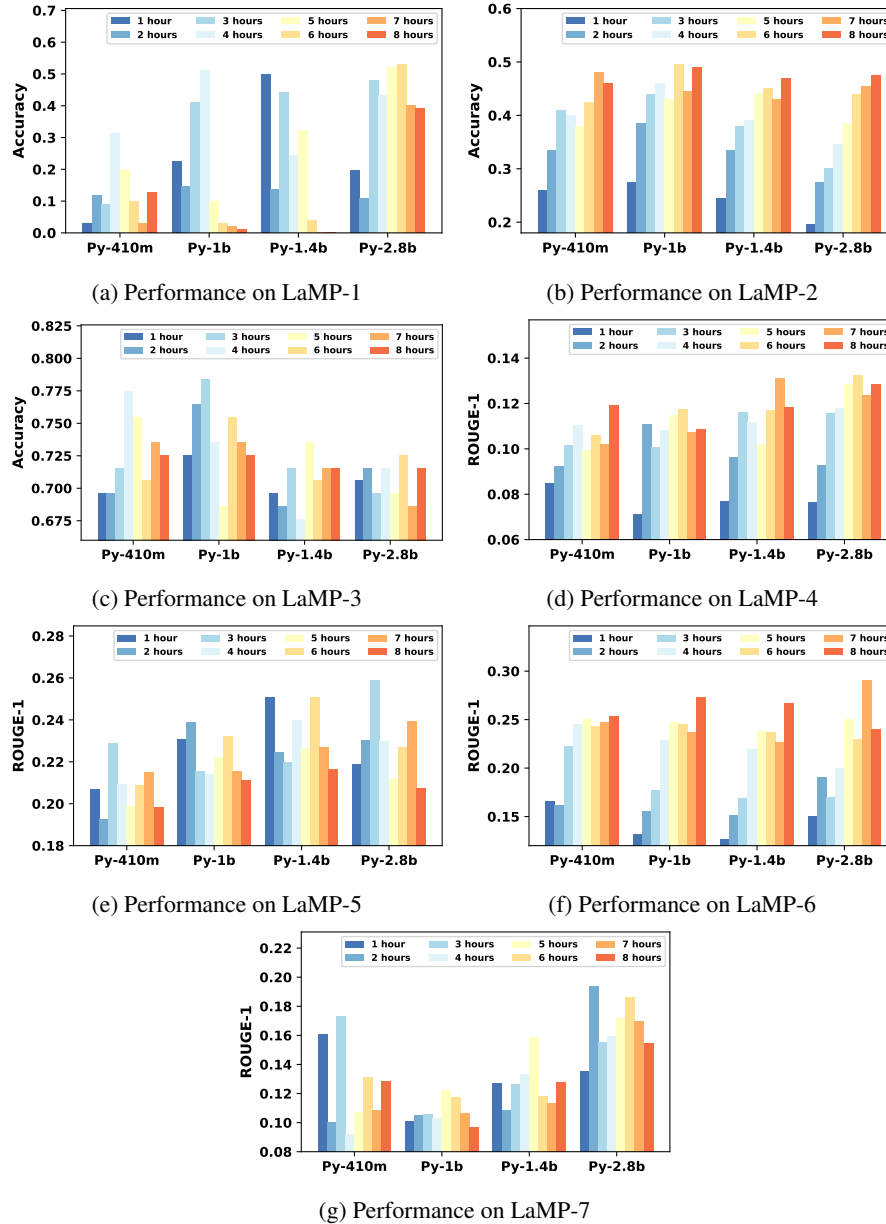 1 hour 3 hours 5 hours 7 hours
2 hours 4 hours 6 hours 8 hours
Accuracy
0.7
0.6
0.5
0.4
0.3
0.2
0.1
0.0
Py-410m Py-1b Py-1.4b Py-2.8b
(a) Performance on LaMP-1
1 hour 3 hours 5 hours 7 hours
2 hours 4 hours 6 hours 8 hours
Accuracy
0.6
0.5
0.4
0.3
0.2
Py-410m Py-1b Py-1.4b Py-2.8b
(b) Performance on LaMP-2
1 hour 3 hours 5 hours 7 hours
2 hours 4 hours 6 hours 8 hours
Accuracy
0.825
0.800
0.775
0.750
0.725
0.700
0.675
Py-410m Py-1b Py-1.4b Py-2.8b
(c) Performance on LaMP-3
1 hour 3 hours 5 hours 7 hours
2 hours 4 hours 6 hours 8 hours
ROUGE-1
0.14
0.12
0.10
0.08
0.06
Py-410m Py-1b Py-1.4b Py-2.8b
(d) Performance on LaMP-4
1 hour 3 hours 5 hours 7 hours
2 hours 4 hours 6 hours 8 hours
ROUGE-1
0.28
0.26
0.24
0.22
0.20
0.18
Py-410m Py-1b Py-1.4b Py-2.8b
(e) Performance on LaMP-5
1 hour 3 hours 5 hours 7 hours
2 hours 4 hours 6 hours 8 hours
ROUGE-1
0.30
0.25
0.20
0.15
Py-410m Py-1b Py-1.4b Py-2.8b
(f) Performance on LaMP-6
1 hour 3 hours 5 hours 7 hours
2 hours 4 hours 6 hours 8 hours
ROUGE-1
0.22
0.20
0.18
0.16
0.14
0.12
0.10
0.08
Py-410m Py-1b Py-1.4b Py-2.8b
(g) Performance on LaMP-7